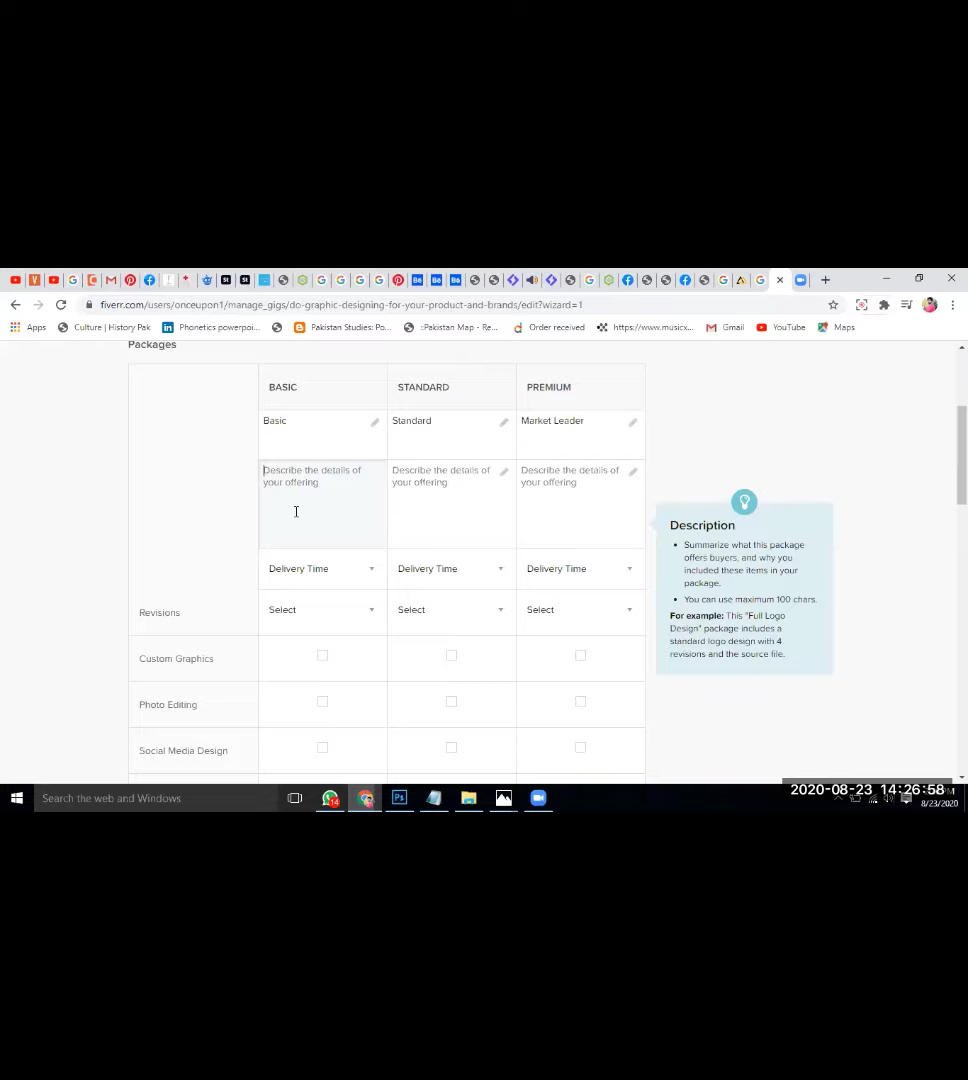 fiverr.com/users/onceupon1/manage_gigs/do-graphic-designing-for-your-product-and-brands/edit?wizard=1
Apps Culture | History Pak Phonetics powerpoi... Pakistan Studies: Po... ::Pakistan Map - Re... Order received https://www.musicx... Gmail YouTube Maps
Packages
BASIC STANDARD PREMIUM
Basic Standard Market Leader
Describe the details of Describe the details of Describe the details of
your offering your offering your offering
Description
Summarize what this package
offers buyers, and why you
included these items in your
package.
You can use maximum 100 chars.
For example: This "Full Logo
Design" package includes a
standard logo design with 4
revisions and the source file.
Delivery Time Delivery Time Delivery Time
Revisions Select Select Select
Custom Graphics
Photo Editing
Social Media Design
Search the web and Windows
14
2020-08-23 14:26:58
8/23/2020